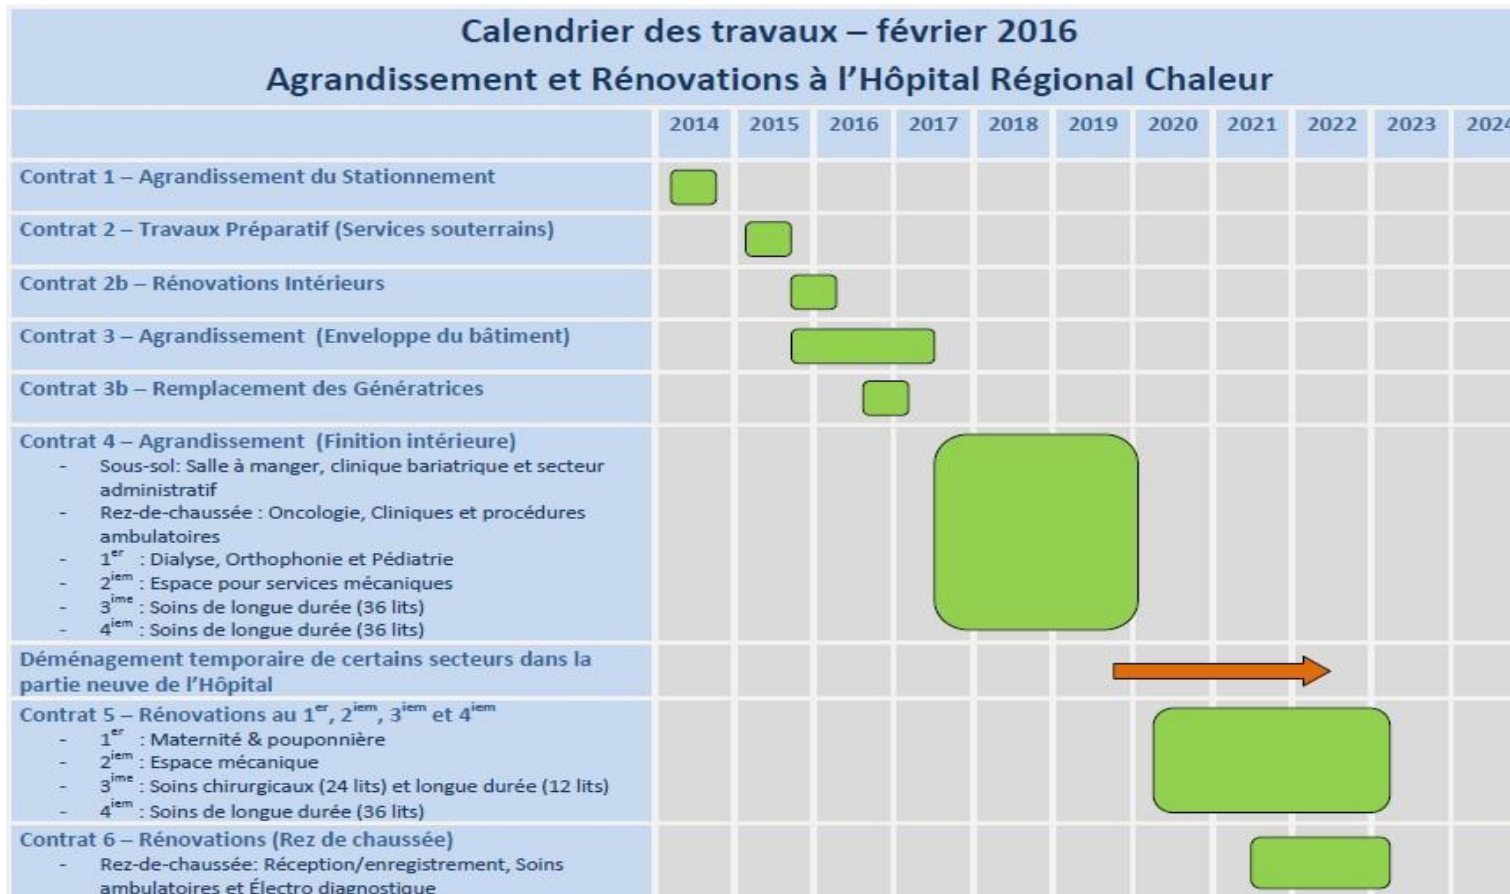 Calendrier des travaux – février 2016
Agrandissement et Rénovations à l’Hôpital Régional Chaleur
2014 2015 2016 2017 2018 2019 2020 2021 2022 2023 2024
Contrat 1 – Agrandissement du Stationnement
Contrat 2 – Travaux Préparatif (Services souterrains)
Contrat 2b – Rénovations Intérieurs
Contrat 3 – Agrandissement (Enveloppe du bâtiment)
Contrat 3b – Remplacement des Génératrices
Contrat 4 – Agrandissement (Finition intérieure)
- Sous-sol: Salle à manger, clinique bariatrique et secteur
administratif
- Rez-de-chaussée : Oncologie, Cliniques et procédures
ambulatoires
- 1er : Dialyse, Orthophonie et Pédiatrie
- 2iem : Espace pour services mécaniques
- 3ime : Soins de longue durée (36 lits)
- 4iem : Soins de longue durée (36 lits)
Déménagement temporaire de certains secteurs dans la
partie neuve de l’Hôpital
Contrat 5 – Rénovations au 1er, 2iem, 3iem et 4iem
- 1er : Maternité & pouponnière
- 2iem : Espace mécanique
- 3ime : Soins chirurgicaux (24 lits) et longue durée (12 lits)
- 4iem : Soins de longue durée (36 lits)
Contrat 6 – Rénovations (Rez de chaussée)
- Rez-de-chaussée: Réception/enregistrement, Soins
ambulatoires et Électro diagnostique